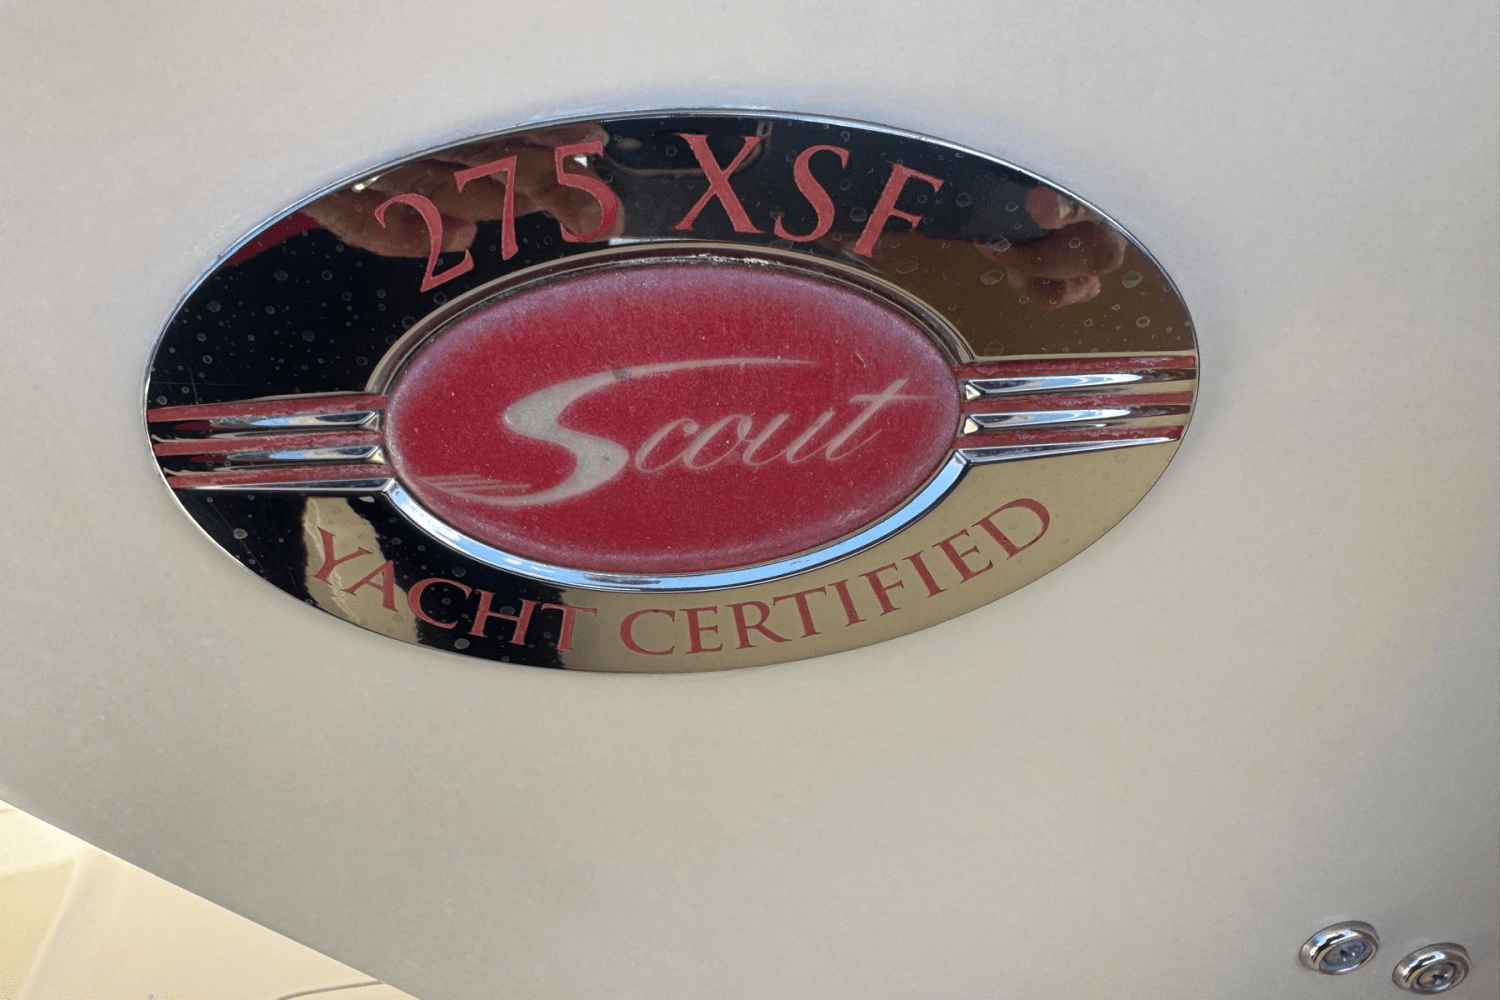 275 XSF
Scout
YACHT CERTIFIED